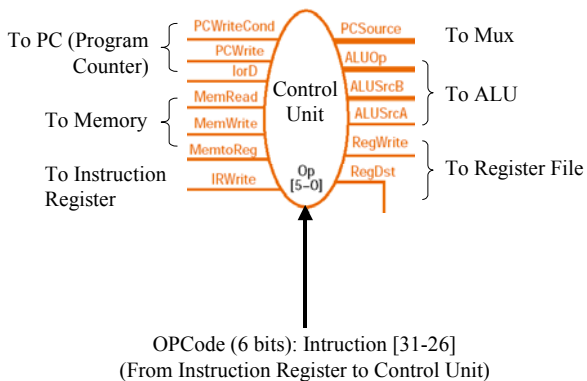 To PC (Program
Counter)
To Memory
To Instruction
Register
PCWriteCond
PCWrite
IorD
MemRead
MemWrite
MemtoReg
IRWrite
Control
Unit
Op
[5–0]
PCSource
ALUOp
ALUSrcB
ALUSrcA
RegWrite
RegDst
To Mux
To ALU
To Register File
OPCode (6 bits): Intruction [31-26]
(From Instruction Register to Control Unit)